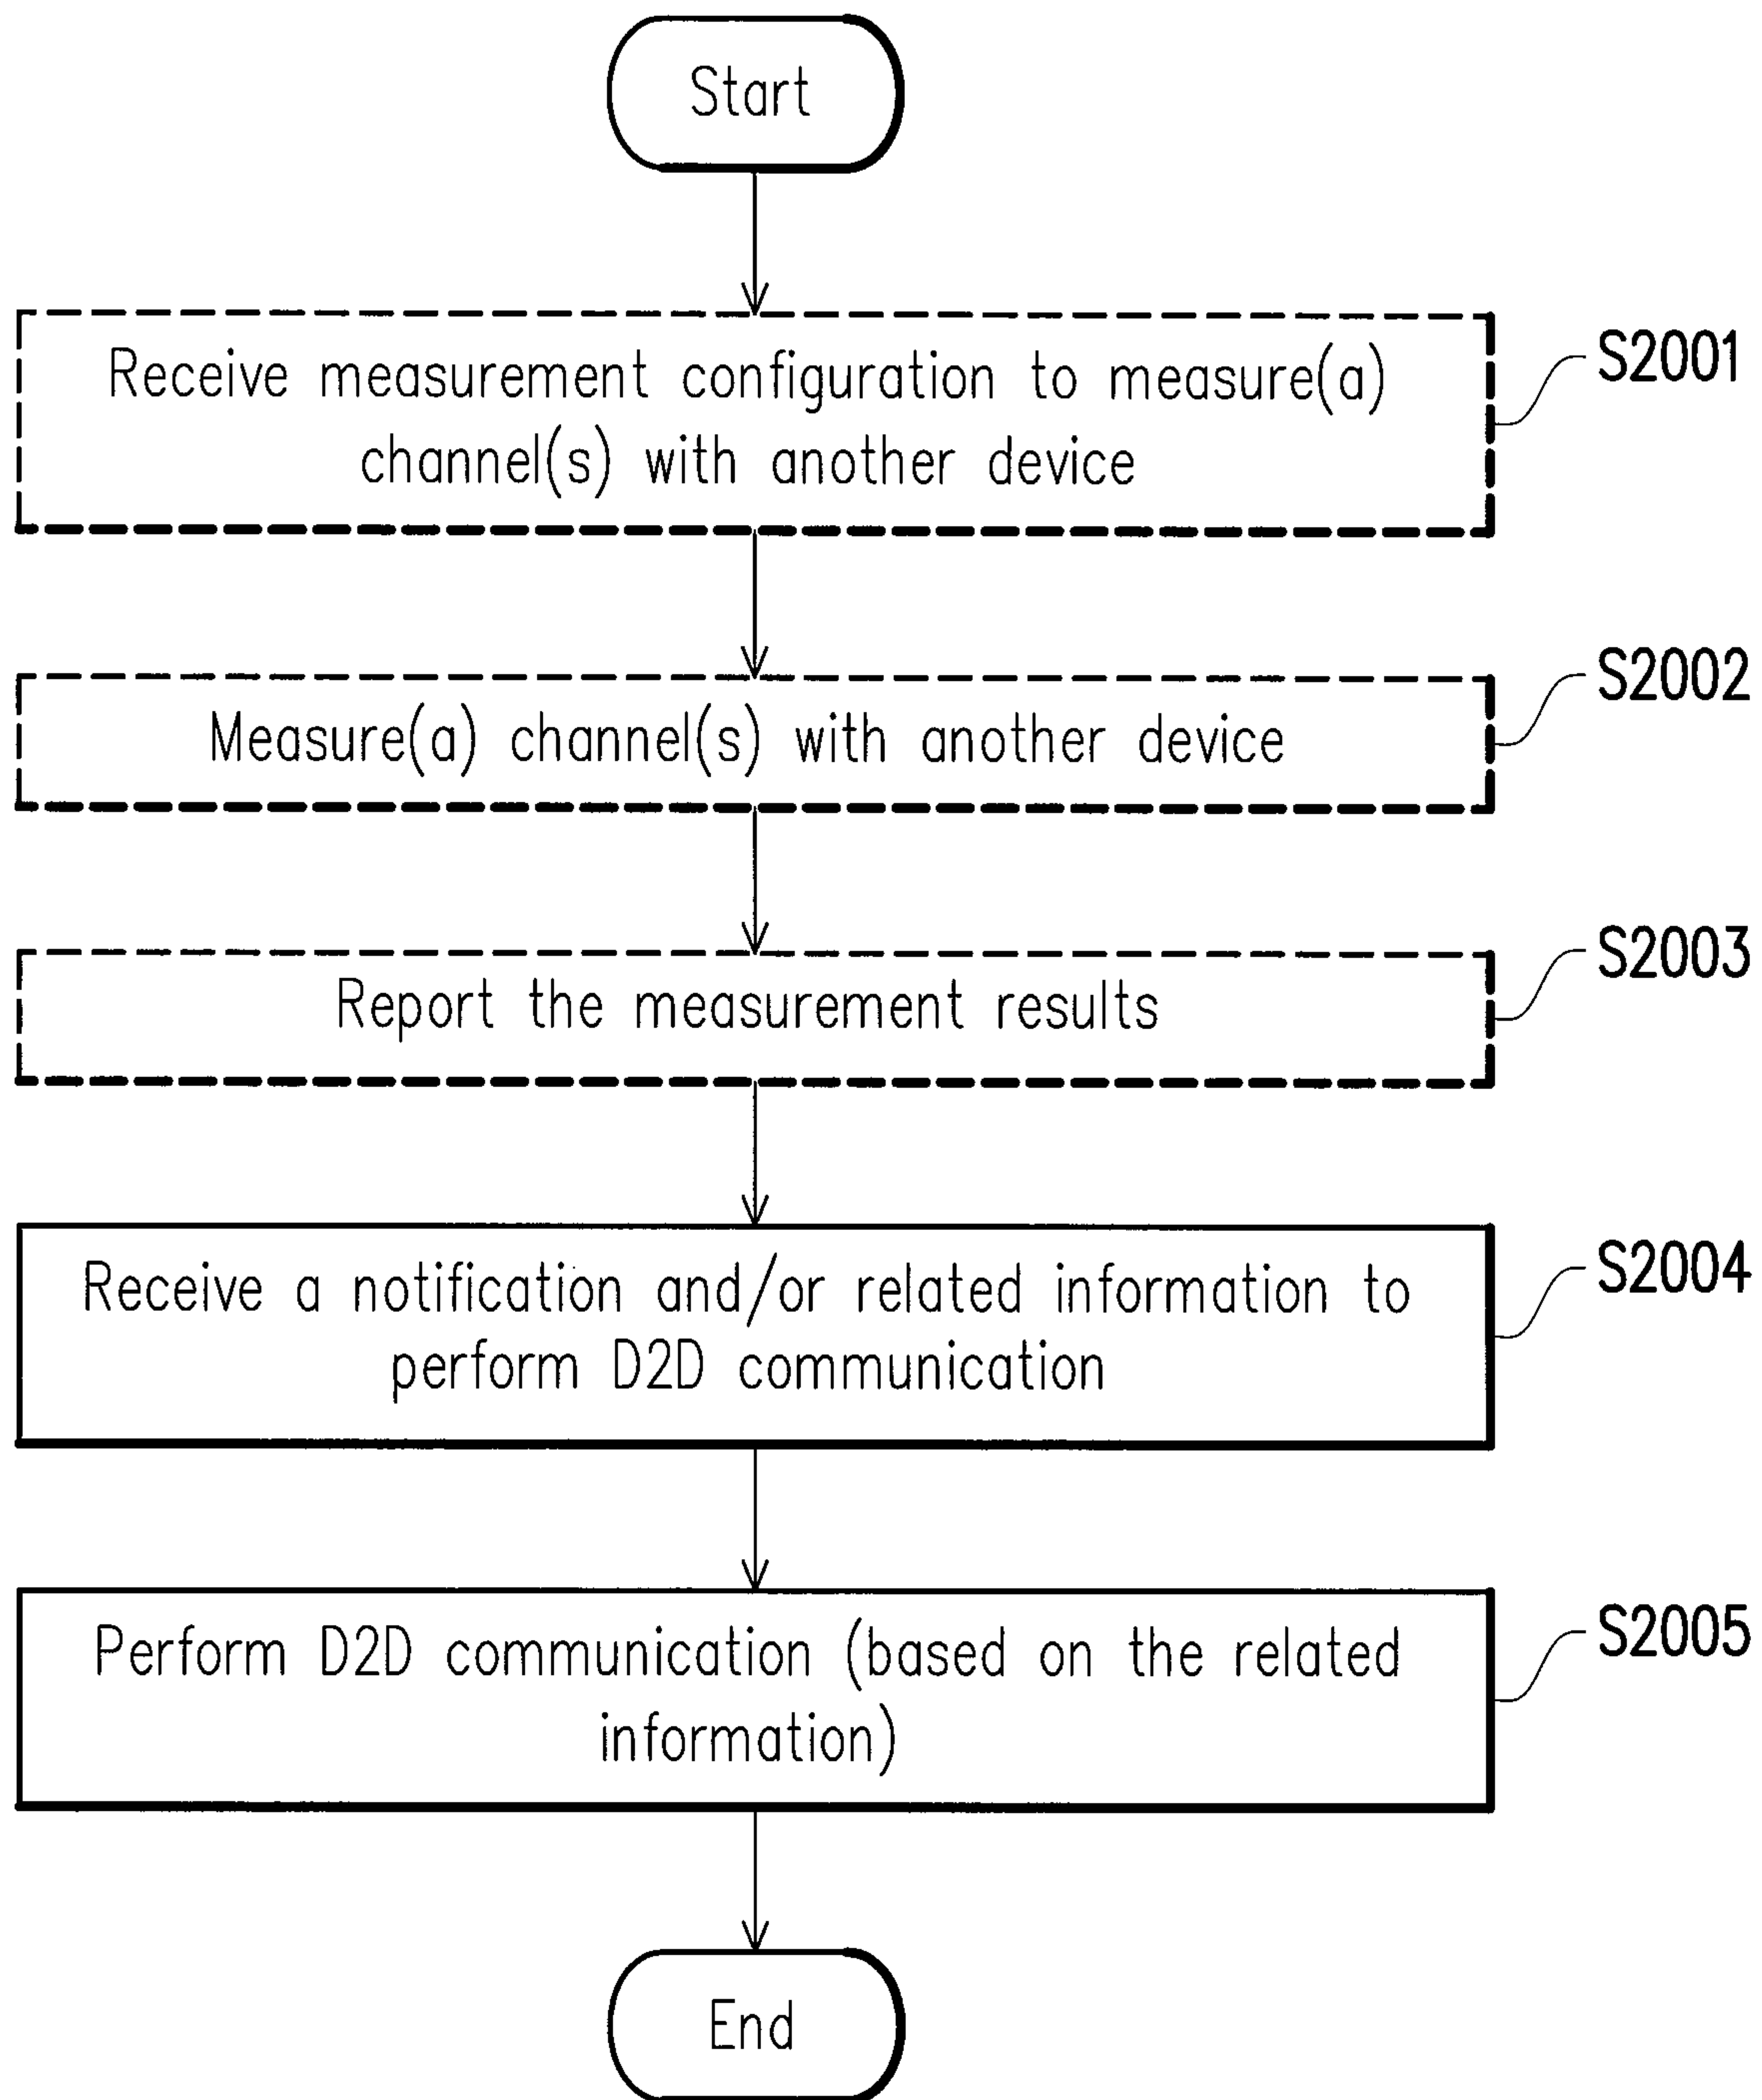 Start
Receive measurement configuration to measure(a)
channel(s) with another device
S2001
Measure(a) channel(s) with another device
S2002
Report the measurement results
S2003
Receive a notification and/or related information to
perform D2D communication
S2004
Perform D2D communication (based on the related
information)
S2005
End